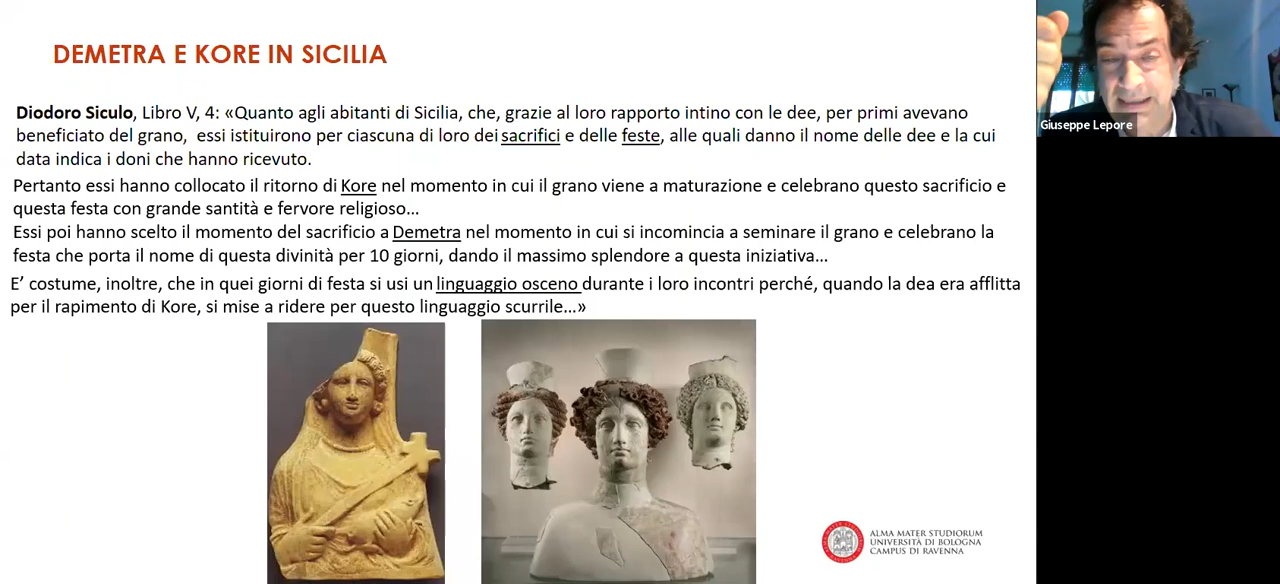 DEMETRA E KORE IN SICILIA
Diodoro Siculo, Libro V, 4: «Quanto agli abitanti di Sicilia, che, grazie al loro rapporto intino con le dee, per primi avevano
beneficiato del grano, essi istituirono per ciascuna di loro dei sacrifici e delle feste, alle quali danno il nome delle dee e la cui
data indica i doni che hanno ricevuto.
Pertanto essi hanno collocato il ritorno di Kore nel momento in cui il grano viene a maturazione e celebrano questo sacrificio e
questa festa con grande santità e fervore religioso...
Essi poi hanno scelto il momento del sacrificio a Demetra nel momento in cui si incomincia a seminare il grano e celebrano la
festa che porta il nome di questa divinità per 10 giorni, dando il massimo splendore a questa iniziativa...
E' costume, inoltre, che in quei giorni di festa si usi un linguaggio osceno durante i loro incontri perché, quando la dea era afflitta
per il rapimento di Kore, si mise a ridere per questo linguaggio scurrile...»
Giuseppe Lepore
ALMA MATER STUDIORUM
UNIVERSITÀ DI BOLOGNA
CAMPUS DI RAVENNA